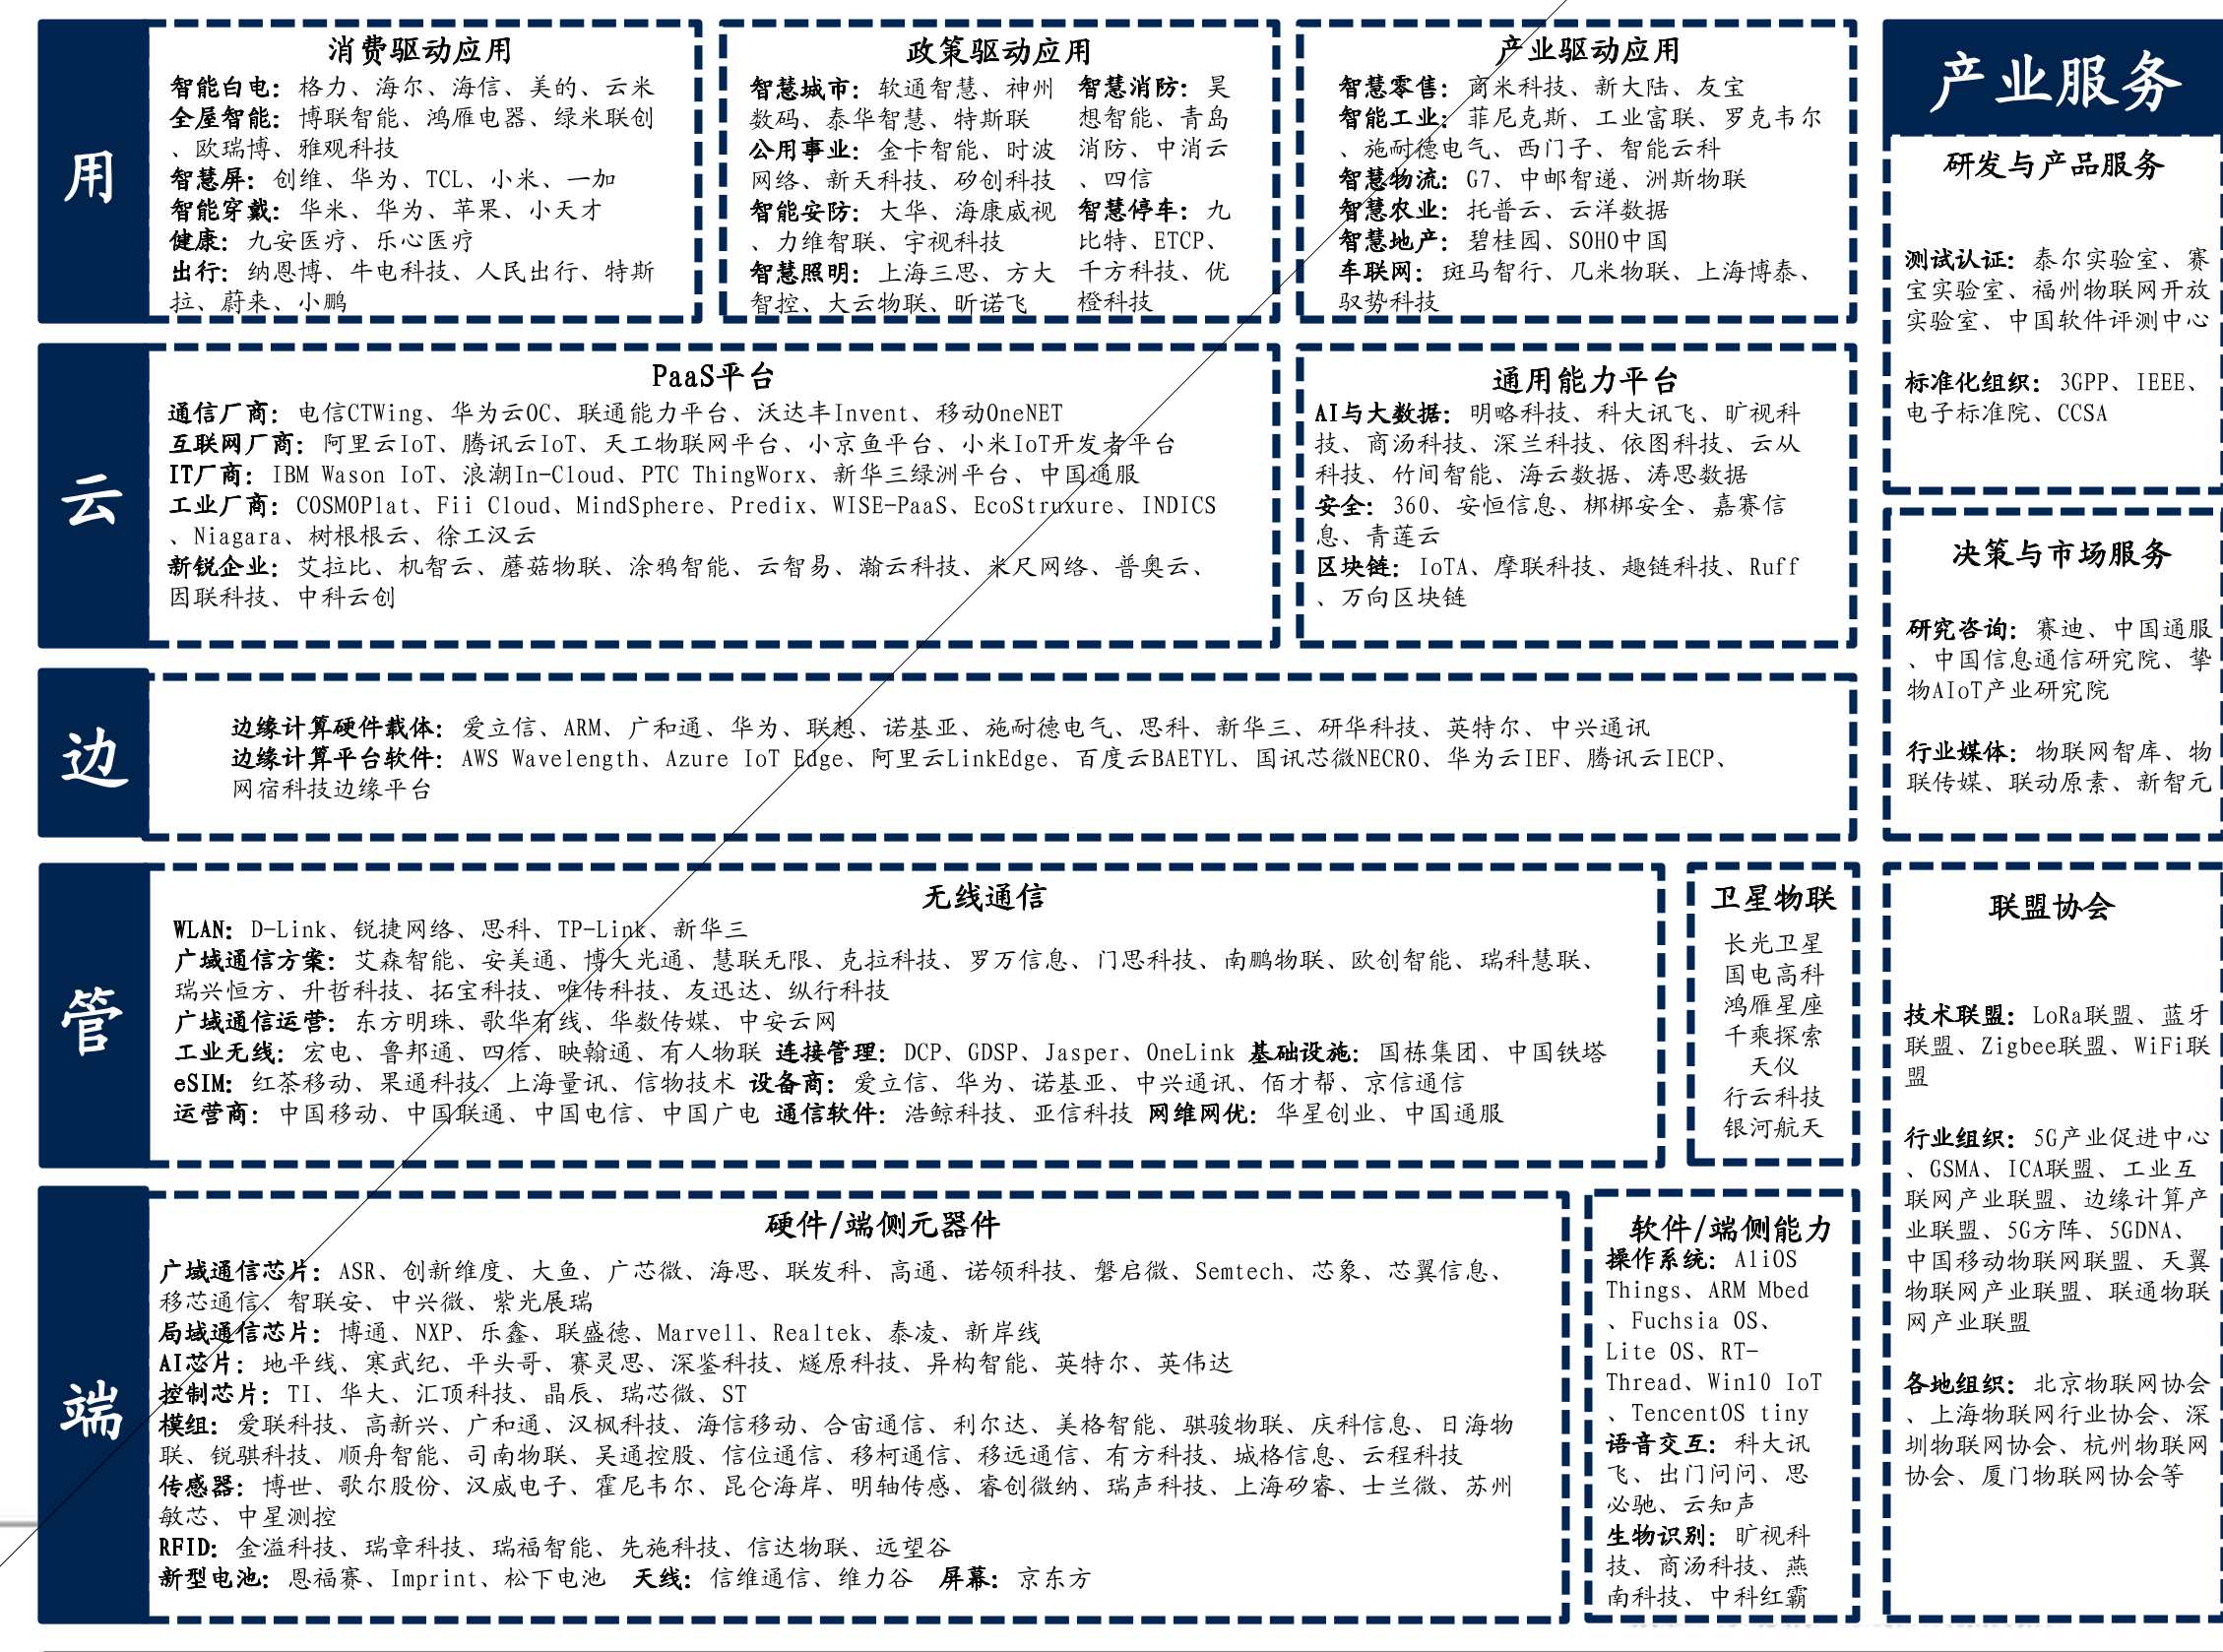 用
消费驱动应用
智能白电：格力、海尔、海信、美的、云米
全屋智能：博联智能、鸿雁电器、绿米联创
、欧瑞博、雅观科技
智慧屏：创维、华为、TCL、小米、一加
智能穿戴：华米、华为、苹果、小天才
健康：九安医疗、乐心医疗
出行：纳恩博、牛电科技、人民出行、特斯
拉、蔚来、小鹏
政策驱动应用
智慧城市：软通智慧、神州
数码、泰华智慧、特斯联
公用事业：金卡智能、时波
网络、新天科技、矽创科技
智能安防：大华、海康威视
、力维智联、宇视科技
智慧照明：上海三思、方大
智控、大云物联、昕诺飞
智慧消防：昊
想智能、青岛
消防、中消云
、四信
智慧停车：九
比特、ETCP、
千方科技、优
橙科技
产业驱动应用
智慧零售：商米科技、新大陆、友宝
智能工业：菲尼克斯、工业富联、罗克韦尔
、施耐德电气、西门子、智能云科
智慧物流：G7、中邮智递、洲斯物联
智慧农业：托普云、云洋数据
智慧地产：碧桂园、SOHO中国
车联网：斑马智行、几米物联、上海博泰、
驭势科技
云
PaaS平台
通信厂商：电信CTWing、华为云OC、联通能力平台、沃达丰Invent、移动OneNET
互联网厂商：阿里云IoT、腾讯云IoT、天工物联网平台、小京鱼平台、小米IoT开发者平台
IT厂商：IBM Wason IoT、浪潮In-Cloud、PTC ThingWorx、新华三绿洲平台、中国通服
工业厂商：COSMOPlat、Fii Cloud、MindSphere、Predix、WISE-PaaS、EcoStruxure、INDICS
、Niagara、树根根云、徐工汉云
新锐企业：艾拉比、机智云、蘑菇物联、涂鸦智能、云智易、瀚云科技、米尺网络、普奥云、
因联科技、中科云创
通用能力平台
AI与大数据：明略科技、科大讯飞、旷视科
技、商汤科技、深兰科技、依图科技、云从
科技、竹间智能、海云数据、涛思数据
安全：360、安恒信息、梆梆安全、嘉赛信
息、青莲云
区块链：IoTA、摩联科技、趣链科技、Ruff
、万向区块链
边
边缘计算硬件载体：爱立信、ARM、广和通、华为、联想、诺基亚、施耐德电气、思科、新华三、研华科技、英特尔、中兴通讯
边缘计算平台软件：AWS Wavelength、Azure IoT Edge、阿里云LinkEdge、百度云BAETYL、国讯芯微NECRO、华为云IEF、腾讯云IECP、
网宿科技边缘平台
管
无线通信
WLAN：D-Link、锐捷网络、思科、TP-Link、新华三
广域通信方案：艾森智能、安美通、博大光通、慧联无限、克拉科技、罗万信息、门思科技、南鹏物联、欧创智能、瑞科慧联、
瑞兴恒方、升哲科技、拓宝科技、唯传科技、友迅达、纵行科技
广域通信运营：东方明珠、歌华有线、华数传媒、中安云网
工业无线：宏电、鲁邦通、四信、映翰通、有人物联 连接管理：DCP、GDSP、Jasper、OneLink 基础设施：国栋集团、中国铁塔
eSIM：红茶移动、果通科技、上海量讯、信物技术 设备商：爱立信、华为、诺基亚、中兴通讯、佰才帮、京信通信
运营商：中国移动、中国联通、中国电信、中国广电 通信软件：浩鲸科技、亚信科技 网维网优：华星创业、中国通服
卫星物联
长光卫星
国电高科
鸿雁星座
千乘探索
天仪
行云科技
银河航天
端
硬件/端侧元器件
广域通信芯片：ASR、创新维度、大鱼、广芯微、海思、联发科、高通、诺领科技、磐启微、Semtech、芯象、芯翼信息、
移芯通信、智联安、中兴微、紫光展瑞
局域通信芯片：博通、NXP、乐鑫、联盛德、Marvell、Realtek、泰凌、新岸线
AI芯片：地平线、寒武纪、平头哥、赛灵思、深鉴科技、燧原科技、异构智能、英特尔、英伟达
控制芯片：TI、华大、汇顶科技、晶辰、瑞芯微、ST
模组：爱联科技、高新兴、广和通、汉枫科技、海信移动、合宙通信、利尔达、美格智能、骐骏物联、庆科信息、日海物
联、锐骐科技、顺舟智能、司南物联、吴通控股、信位通信、移柯通信、移远通信、有方科技、城格信息、云程科技
传感器：博世、歌尔股份、汉威电子、霍尼韦尔、昆仑海岸、明轴传感、睿创微纳、瑞声科技、上海矽睿、士兰微、苏州
敏芯、中星测控
RFID：金溢科技、瑞章科技、瑞福智能、先施科技、信达物联、远望谷
新型电池：恩福赛、Imprint、松下电池 天线：信维通信、维力谷 屏幕：京东方
软件/端侧能力
操作系统：AliOS
Things、ARM Mbed
、Fuchsia OS、
Lite OS、RT-
Thread、Win10 IoT
、TencentOS tiny
语音交互：科大讯
飞、出门问问、思
必驰、云知声
生物识别：旷视科
技、商汤科技、燕
南科技、中科红霸
产业服务
研发与产品服务
测试认证：泰尔实验室、赛
宝实验室、福州物联网开放
实验室、中国软件评测中心
标准化组织：3GPP、IEEE、
电子标准院、CCSA
决策与市场服务
研究咨询：赛迪、中国通服
、中国信息通信研究院、挚
物AIoT产业研究院
行业媒体：物联网智库、物
联传媒、联动原素、新智元
联盟协会
技术联盟：LoRa联盟、蓝牙
联盟、Zigbee联盟、WiFi联
盟
行业组织：5G产业促进中心
、GSMA、ICA联盟、工业互
联网产业联盟、边缘计算产
业联盟、5G方阵、5GDNA、
中国移动物联网联盟、天翼
物联网产业联盟、联通物联
网产业联盟
各地组织：北京物联网协会
、上海物联网行业协会、深
圳物联网协会、杭州物联网
协会、厦门物联网协会等